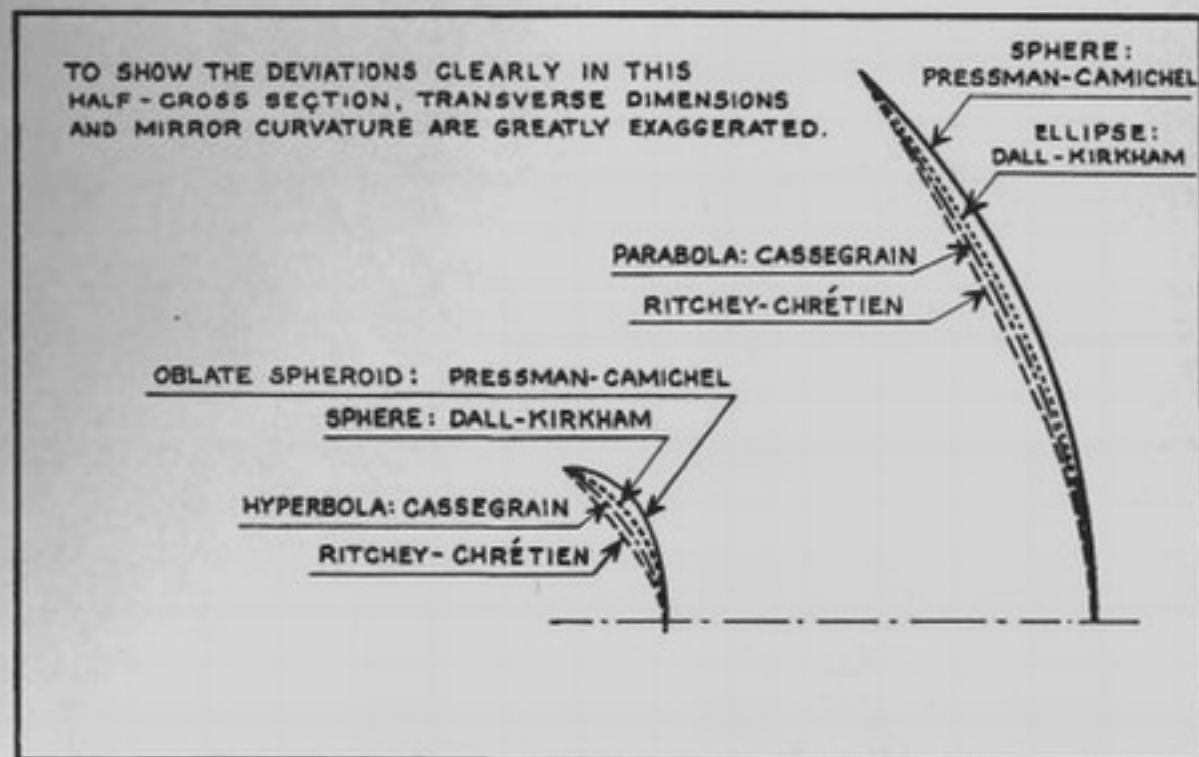 TO SHOW THE DEVIATIONS CLEARLY IN THIS
HALF-CROSS SECTION, TRANSVERSE DIMENSIONS
AND MIRROR CURVATURE ARE GREATLY EXAGGERATED.
SPHERE:
PRESSMAN-CAMICHEL
ELLIPSE:
DALL-KIRKHAM
PARABOLA: CASSEGRAIN
RITCHEY-CHRÉTIEN
OBLATE SPHEROID: PRESSMAN-CAMICHEL
SPHERE: DALL-KIRKHAM
HYPERBOLA: CASSEGRAIN
RITCHEY-CHRÉTIEN